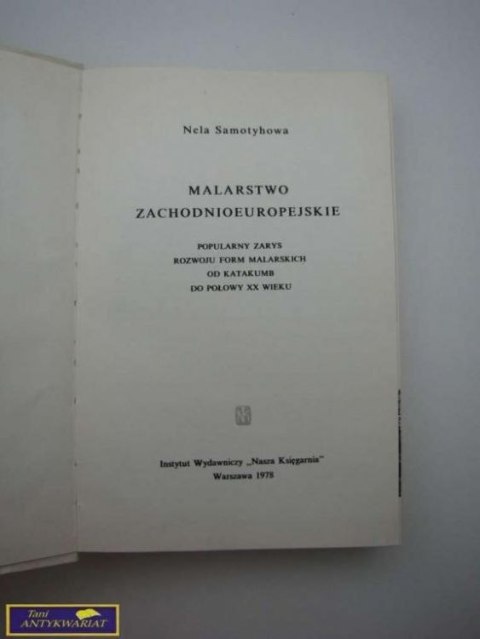 Nela Samotyhowa
MALARSTWO
ZACHODNIOEUROPEJSKIE
POPULARNY ZARYS
ROZWOJU FORM MALARSKICH
OD KATAKUMB
DO POŁOWY XX WIEKU
Instytut Wydawniczy „Nasza Księgarnia”
Warszawa 1978
Tani
ANTYKWARIAT